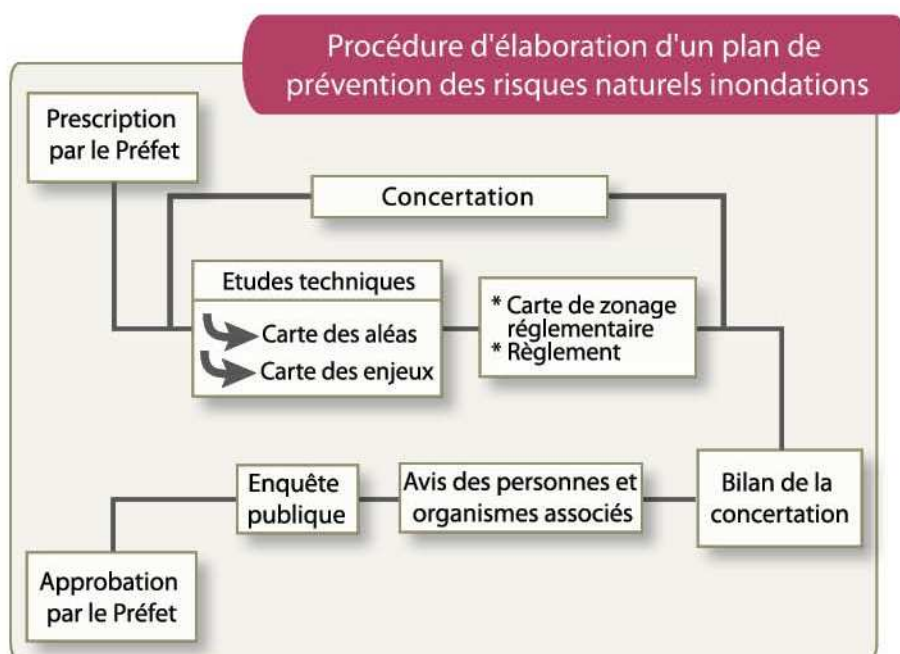 Procédure d'élaboration d'un plan de
prévention des risques naturels inondations
Prescription
par le Préfet
Concertation
Etudes techniques
Carte des aléas
Carte des enjeux
* Carte de zonage
réglementaire
* Règlement
Bilan de la
concertation
Avis des personnes et
organismes associés
Enquête
publique
Approbation
par le Préfet